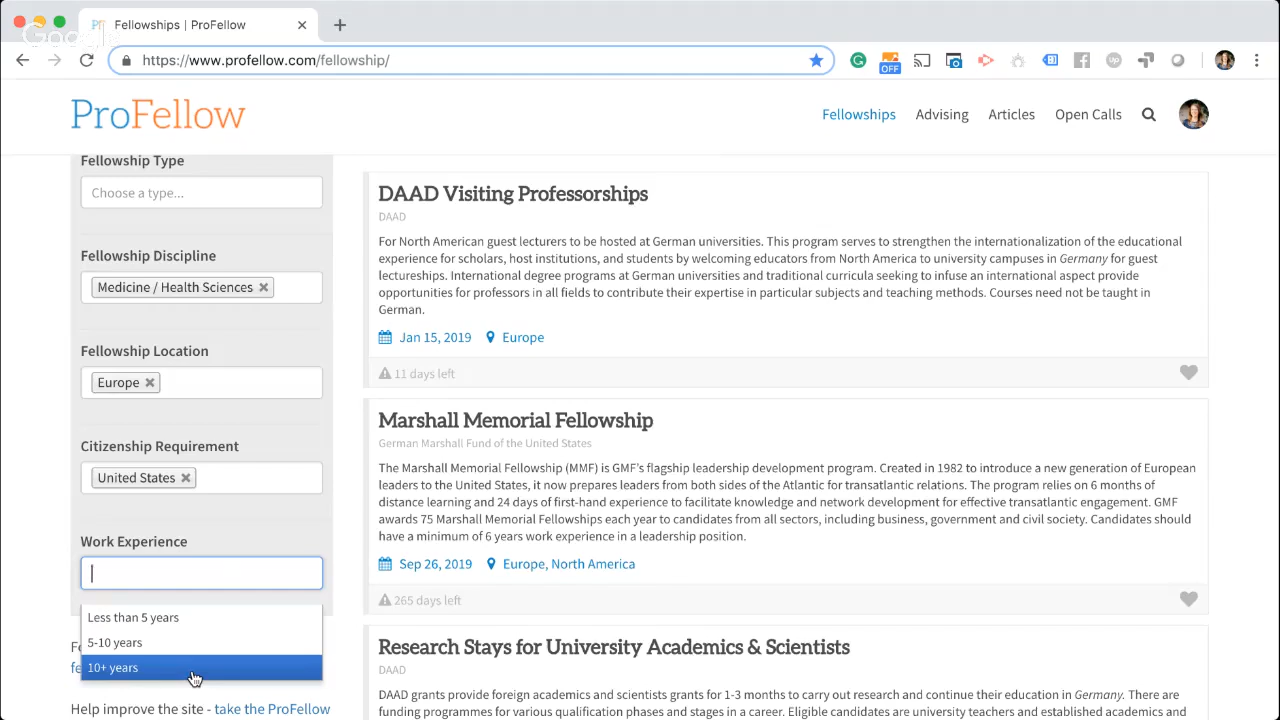 Fellowships | ProFellow
Google
https://www.profellow.com/fellowship/
OFF
ProFellow
Fellowships
Advising
Articles
Open Calls
Fellowship Type
Choose a type...
Fellowship Discipline
Medicine / Health Sciences
Fellowship Location
Europe
Citizenship Requirement
United States
Work Experience
Less than 5 years
5-10 years
10+ years
Help improve the site - take the ProFellow
DAAD Visiting Professorships
DAAD
For North American guest lecturers to be hosted at German universities. This program serves to strengthen the internationalization of the educational
experience for scholars, host institutions, and students by welcoming educators from North America to university campuses in Germany for guest
lectureships. International degree programs at German universities and traditional curricula seeking to infuse an international aspect provide
opportunities for professors in all fields to contribute their expertise in particular subjects and teaching methods. Courses need not be taught in
German.
Jan 15, 2019 Europe
11 days left
Marshall Memorial Fellowship
German Marshall Fund of the United States
The Marshall Memorial Fellowship (MMF) is GMF's flagship leadership development program. Created in 1982 to introduce a new generation of European
leaders to the United States, it now prepares leaders from both sides of the Atlantic for transatlantic relations. The program relies on 6 months of
distance learning and 24 days of first-hand experience to facilitate knowledge and network development for effective transatlantic engagement. GMF
awards 75 Marshall Memorial Fellowships each year to candidates from all sectors, including business, government and civil society. Candidates should
have a minimum of 6 years work experience in a leadership position.
Sep 26, 2019 Europe, North America
265 days left
Research Stays for University Academics & Scientists
DAAD
DAAD grants provide foreign academics and scientists grants for 1-3 months to carry out research and continue their education in Germany. There are
funding programmes for various qualification phases and stages in a career. Eligible candidates are university teachers and established academics and